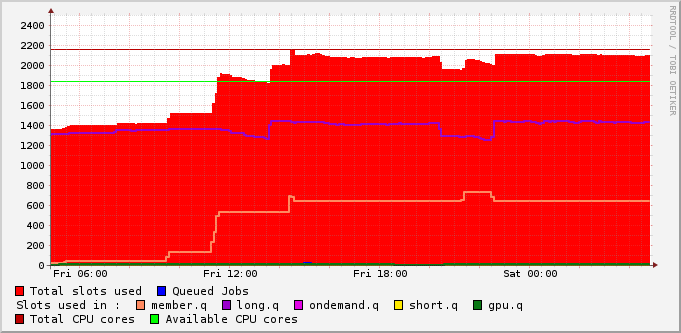 RRDTOOL / TOBI OETIKER
2400
2200
2000
1800
1600
1400
1200
1000
800
600
400
200
0
Fri 06:00 Fri 12:00 Fri 18:00 Sat 00:00
Total slots used Queued Jobs
Slots used in : member.q long.q ondemand.q short.q gpu.q
Total CPU cores Available CPU cores